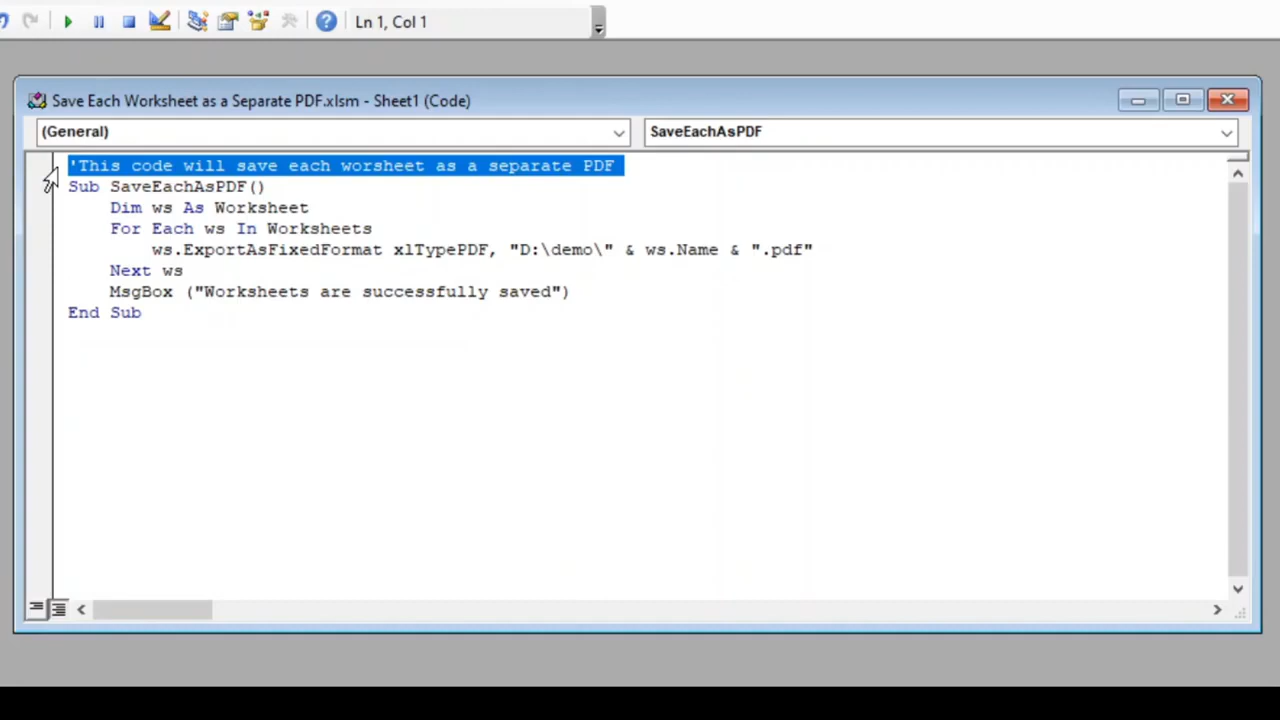 Ln 1, Col 1
Save Each Worksheet as a Separate PDF.xlsm - Sheet1 (Code)
(General) SaveEachAsPDF
'This code will save each worsheet as a separate PDF
Sub SaveEachAsPDF()
    Dim ws As Worksheet
    For Each ws In Worksheets
        ws.ExportAsFixedFormat xlTypePDF, "D:\demo\" & ws.Name & ".pdf"
    Next ws
    MsgBox ("Worksheets are successfully saved")
End Sub